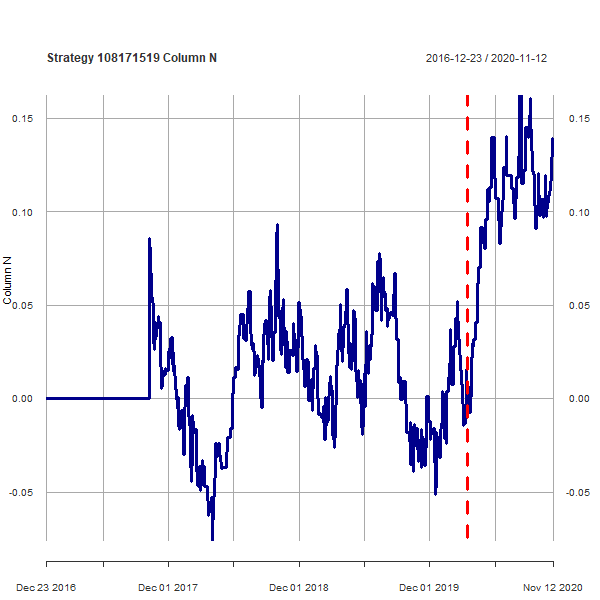 Strategy 108171519 Column N
2016-12-23 / 2020-11-12
0.15
0.10
0.05
0.00
-0.05
Column N
0.15
0.10
0.05
0.00
-0.05
Dec 23 2016
Dec 01 2017
Dec 01 2018
Dec 01 2019
Nov 12 2020